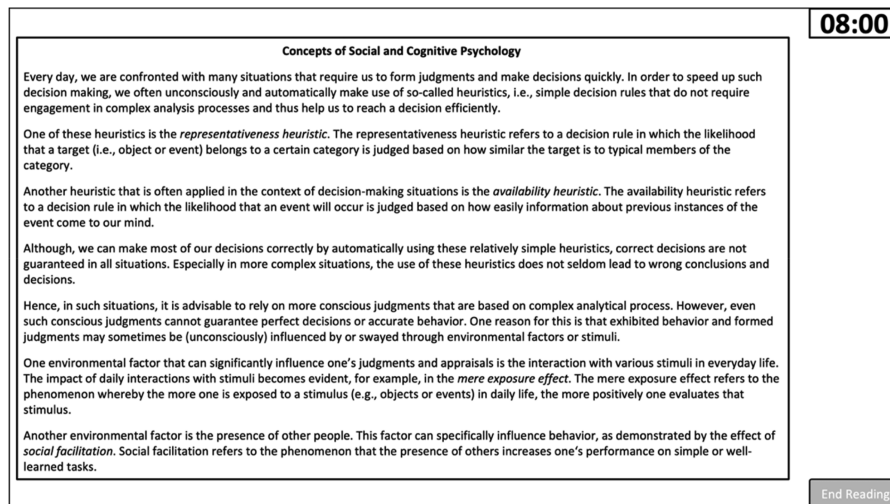 08:00
Concepts of Social and Cognitive Psychology
Every day, we are confronted with many situations that require us to form judgments and make decisions quickly. In order to speed up such
decision making, we often unconsciously and automatically make use of so-called heuristics, i.e., simple decision rules that do not require
engagement in complex analysis processes and thus help us to reach a decision efficiently.
One of these heuristics is the representativeness heuristic. The representativeness heuristic refers to a decision rule in which the likelihood
that a target (i.e., object or event) belongs to a certain category is judged based on how similar the target is to typical members of the
category.
Another heuristic that is often applied in the context of decision-making situations is the availability heuristic. The availability heuristic refers
to a decision rule in which the likelihood that an event will occur is judged based on how easily information about previous instances of the
event come to our mind.
Although, we can make most of our decisions correctly by automatically using these relatively simple heuristics, correct decisions are not
guaranteed in all situations. Especially in more complex situations, the use of these heuristics does not seldom lead to wrong conclusions and
decisions.
Hence, in such situations, it is advisable to rely on more conscious judgments that are based on complex analytical process. However, even
such conscious judgments cannot guarantee perfect decisions or accurate behavior. One reason for this is that exhibited behavior and formed
judgments may sometimes be (unconsciously) influenced by or swayed through environmental factors or stimuli.
One environmental factor that can significantly influence one's judgments and appraisals is the interaction with various stimuli in everyday life.
The impact of daily interactions with stimuli becomes evident, for example, in the mere exposure effect. The mere exposure effect refers to the
phenomenon whereby the more one is exposed to a stimulus (e.g., objects or events) in daily life, the more positively one evaluates that
stimulus.
Another environmental factor is the presence of other people. This factor can specifically influence behavior, as demonstrated by the effect of
social facilitation. Social facilitation refers to the phenomenon that the presence of others increases one's performance on simple or well-
learned tasks.
End Reading